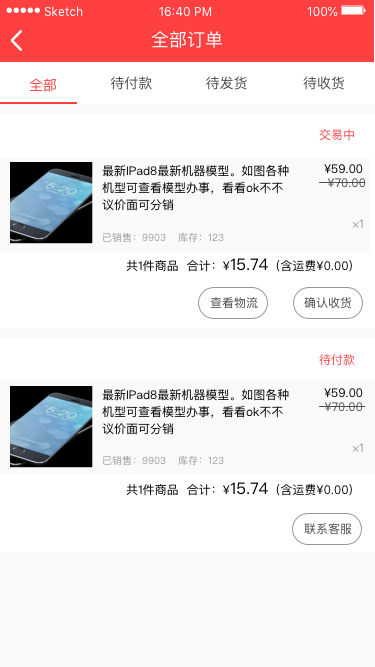 Sketch 16:40 PM 100%
全部订单
全部 待付款 待发货 待收货
交易中
最新IPad8最新机器模型。如图各种 ¥59.00
机型可查看模型办事，看看ok不不 ¥70.00
议价面可分销
×1
已销售：9903 库存：123
共1件商品 合计：¥15.74 (含运费¥0.00)
查看物流 确认收货
待付款
最新IPad8最新机器模型。如图各种 ¥59.00
机型可查看模型办事，看看ok不不 ¥70.00
议价面可分销
×1
已销售：9903 库存：123
共1件商品 合计：¥15.74 (含运费¥0.00)
联系客服